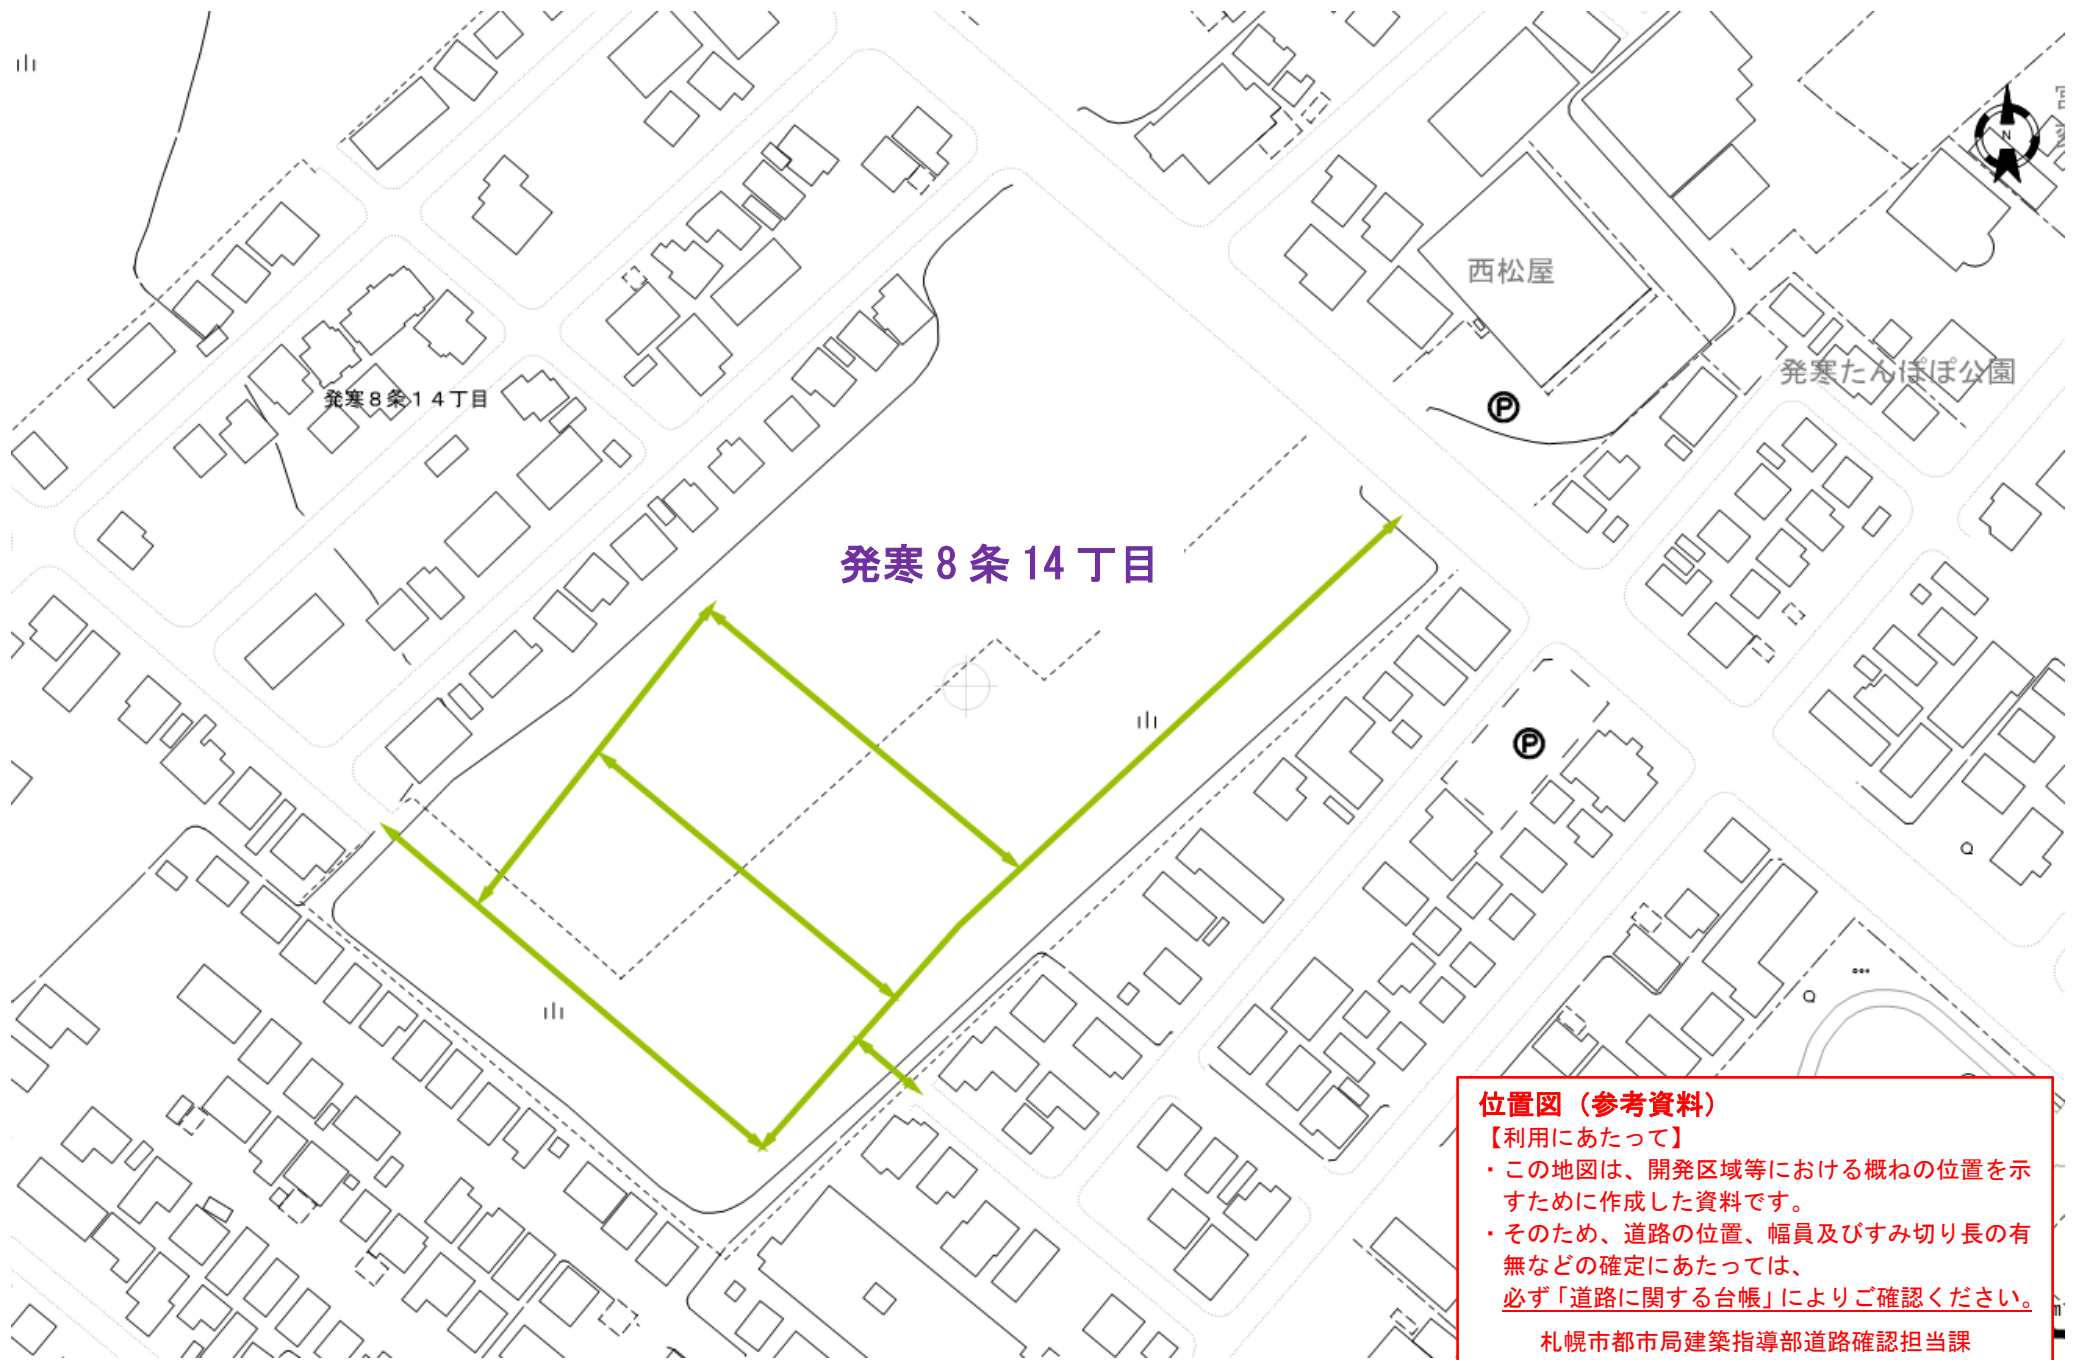 N
西松屋
発寒たんぽぽ公園
発寒8条14丁目
P
発寒8条14丁目
P
位置図（参考資料）
【利用にあたって】
・この地図は、開発区域等における概ねの位置を示
すために作成した資料です。
・そのため、道路の位置、幅員及びすみ切り長の有
無などの確定にあたっては、
必ず「道路に関する台帳」によりご確認ください。
札幌市都市局建築指導部道路確認担当課